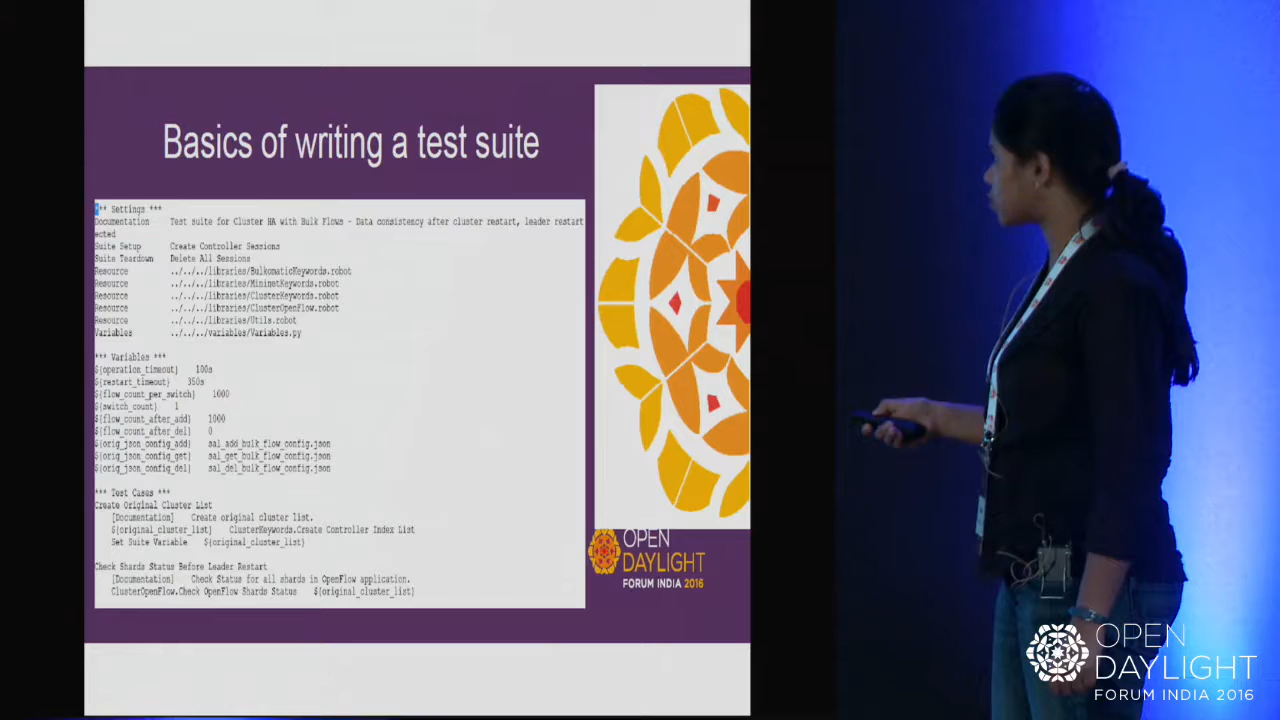 Basics of writing a test suite
*** Settings ***
Documentation Test suite for Cluster HA with Bulk Flows - Data consistency after cluster restart, leader restart
ected
Suite Setup Create Controller Sessions
Suite Teardown Delete All Sessions
Resource ../../../libraries/BulkomaticKeywords.robot
Resource ../../../libraries/MininetKeywords.robot
Resource ../../../libraries/ClusterKeywords.robot
Resource ../../../libraries/ClusterOpenFlow.robot
Resource ../../../libraries/Utils.robot
Variables ../../../variables/Variables.py
*** Variables ***
${operation_timeout} 100s
${restart_timeout} 350s
${flow_count_per_switch} 1000
${switch_count} 1
${flow_count_after_add} 1000
${flow_count_after_del} 0
${orig_json_config_add} sal_add_bulk_flow_config.json
${orig_json_config_get} sal_get_bulk_flow_config.json
${orig_json_config_del} sal_del_bulk_flow_config.json
*** Test Cases ***
Create Original Cluster List
[Documentation] Create original cluster list.
${original_cluster_list} ClusterKeywords.Create Controller Index List
Set Suite Variable ${original_cluster_list}
Check Shards Status Before Leader Restart
[Documentation] Check Status for all shards in OpenFlow application.
ClusterOpenFlow.Check OpenFlow Shards Status ${original_cluster_list}
OPEN
DAYLIGHT
FORUM INDIA 2016
OPEN
DAYLIGHT
FORUM INDIA 2016